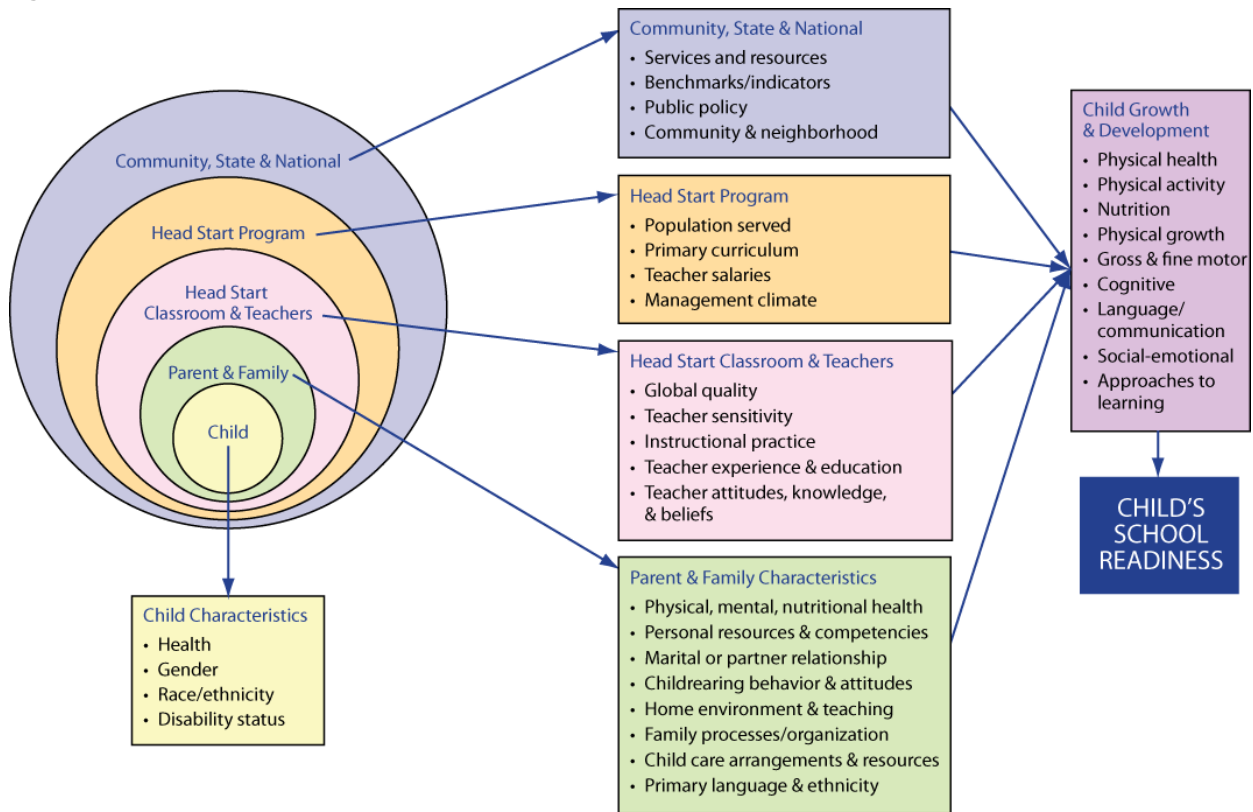 Community, State & National
Head Start Program
Head Start
Classroom & Teachers
Parent & Family
Child
Child Characteristics
• Health
• Gender
• Race/ethnicity
• Disability status
Community, State & National
• Services and resources
• Benchmarks/indicators
• Public policy
• Community & neighborhood
Head Start Program
• Population served
• Primary curriculum
• Teacher salaries
• Management climate
Head Start Classroom & Teachers
• Global quality
• Teacher sensitivity
• Instructional practice
• Teacher experience & education
• Teacher attitudes, knowledge,
& beliefs
Parent & Family Characteristics
• Physical, mental, nutritional health
• Personal resources & competencies
• Marital or partner relationship
• Childrearing behavior & attitudes
• Home environment & teaching
• Family processes/organization
• Child care arrangements & resources
• Primary language & ethnicity
Child Growth
& Development
• Physical health
• Physical activity
• Nutrition
• Physical growth
• Gross & fine motor
• Cognitive
• Language/
communication
• Social-emotional
• Approaches to
learning
CHILD'S
SCHOOL
READINESS